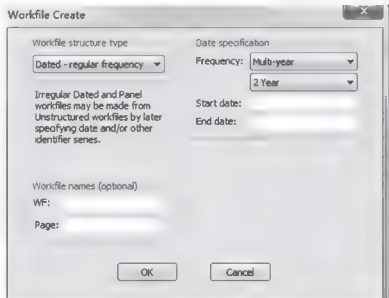 Workfile Create
X
Workfile structure type
Dated - regular frequency
Irregular Dated and Panel
workfiles may be made from
Unstructured workfiles by later
specifying date and/or other
identifier series.
Date specification
Frequency: Multi-year
2 Year
Start date:
End date:
Workfile names (optional)
WF:
Page:
OK
Cancel